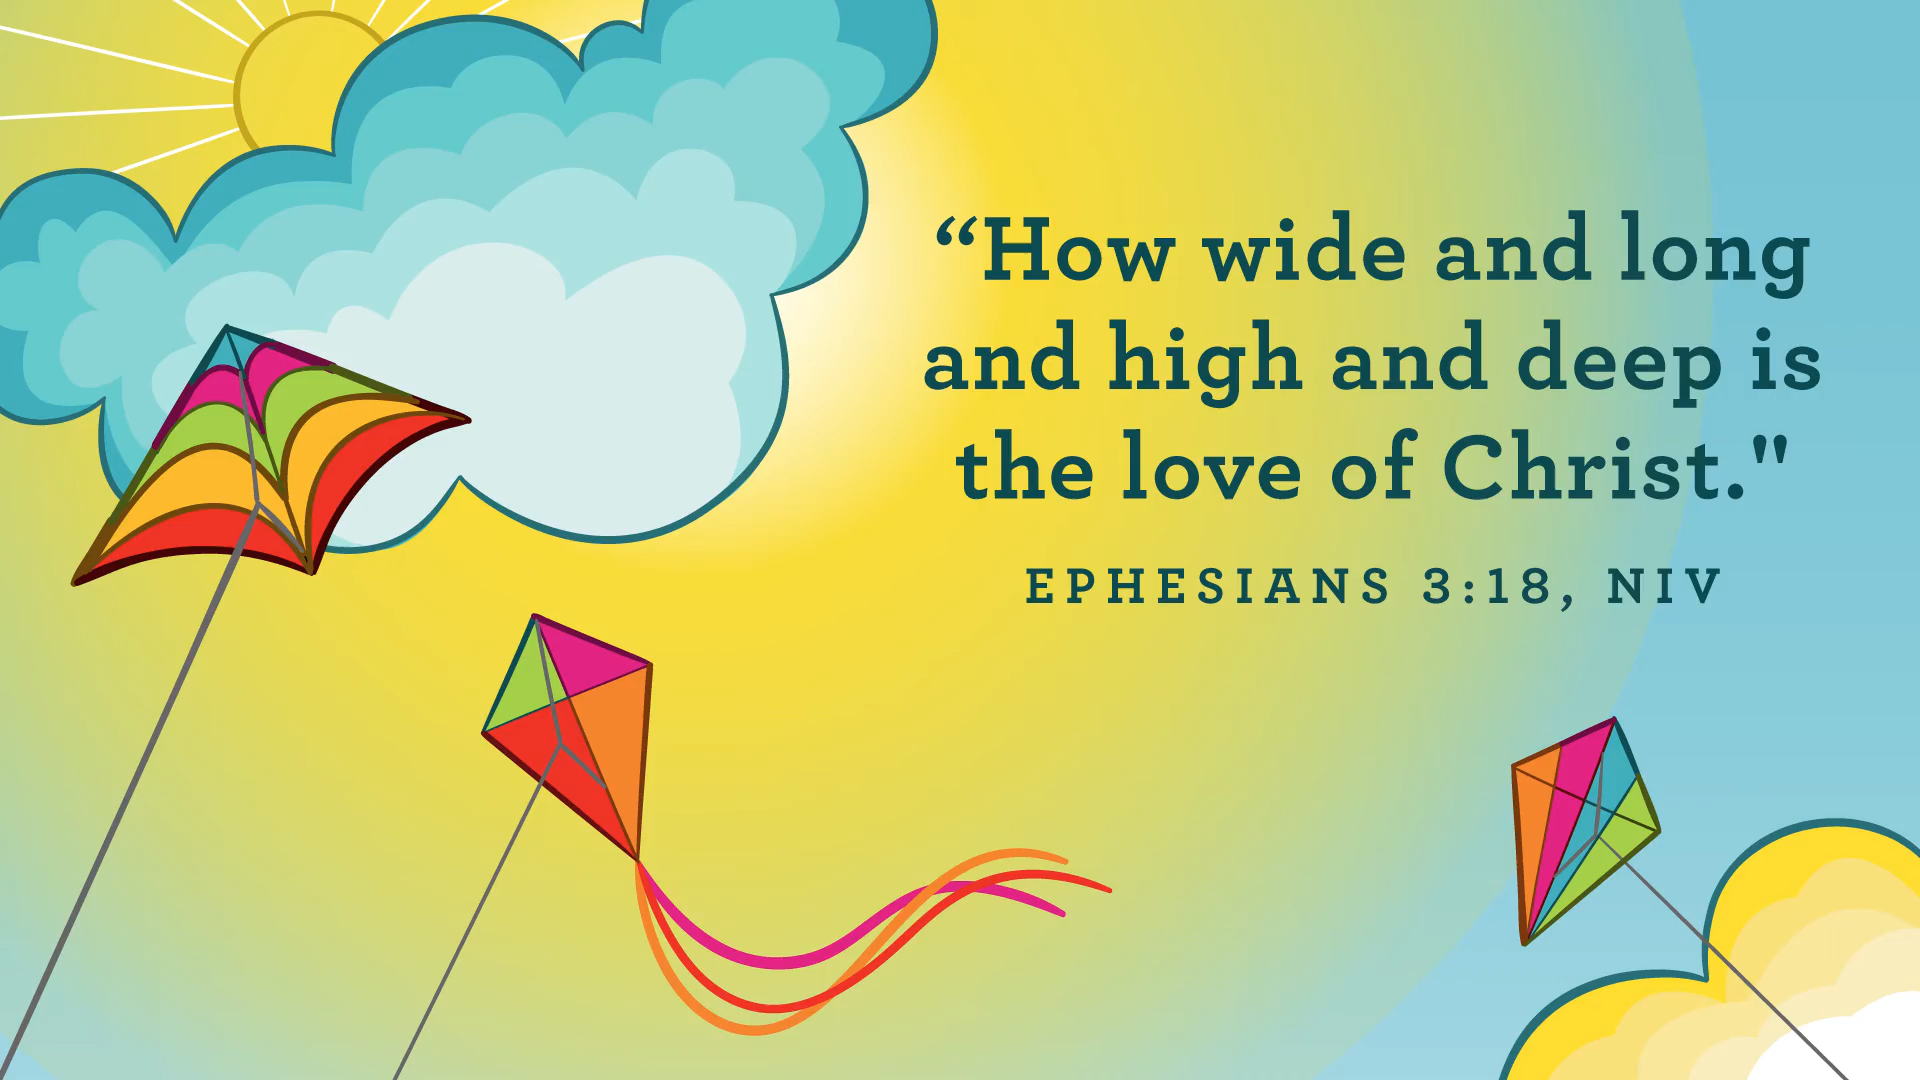 “How wide and long
and high and deep is
the love of Christ."
EPHESIANS 3:18, NIV